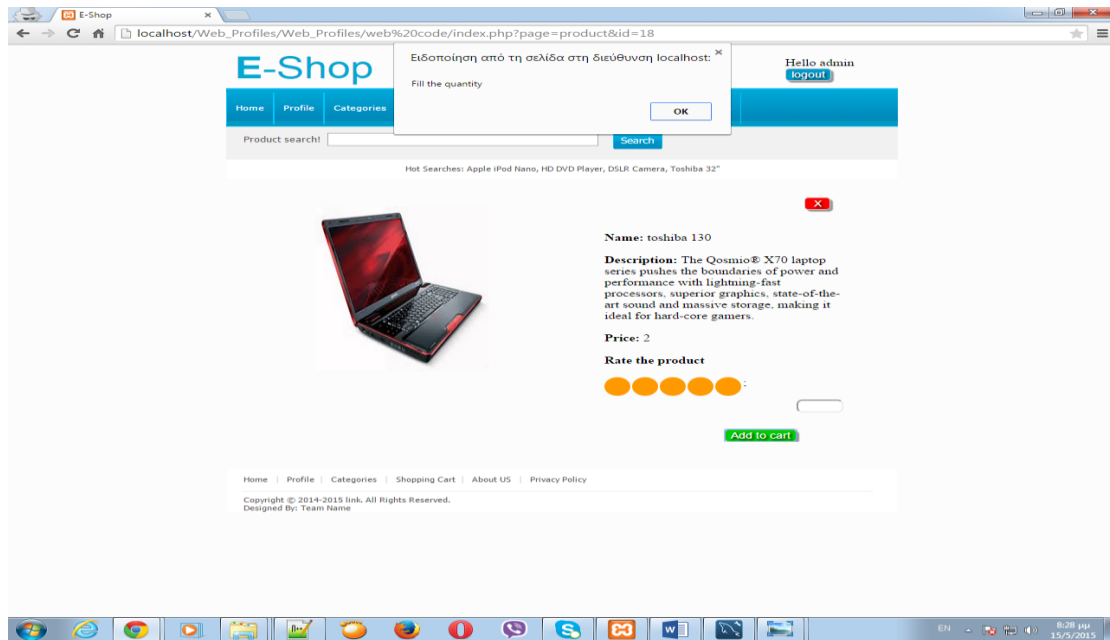 E-Shop
localhost/Web_Profiles/Web_Profiles/web%20code/index.php?page=product&id=18
E-Shop
Ειδοποίηση από τη σελίδα στη διεύθυνση localhost:
Fill the quantity
OK
Hello admin
logout
Home Profile Categories
Product search! Search
Hot Searches: Apple iPod Nano, HD DVD Player, DSLR Camera, Toshiba 32"
X
Name: toshiba 130
Description: The Qosmio® X70 laptop
series pushes the boundaries of power and
performance with lightning-fast
processors, superior graphics, state-of-the-
art sound and massive storage, making it
ideal for hard-core gamers.
Price: 2
Rate the product
:
Add to cart
Home | Profile | Categories | Shopping Cart | About US | Privacy Policy
Copyright © 2014-2015 link. All Rights Reserved.
Designed By: Team Name
EN
8:28 μμ
15/5/2015